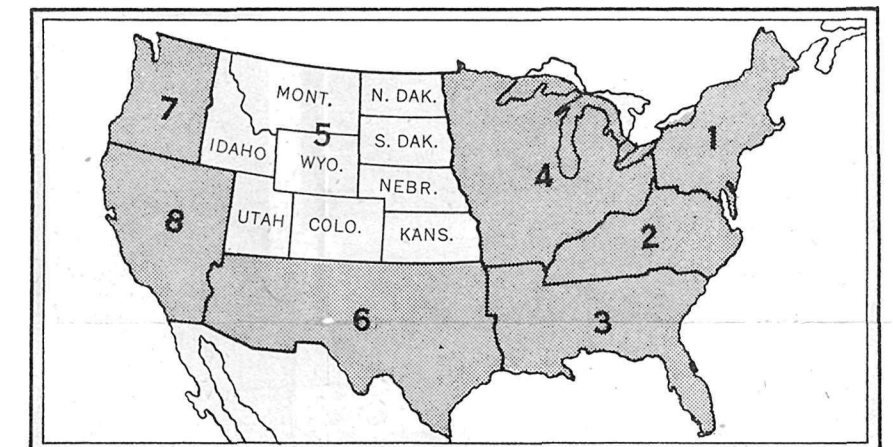 7
MONT.
N. DAK.
1
5
IDAHO
WYO.
S. DAK.
4
NEBR.
8
UTAH
COLO.
KANS.
2
6
3